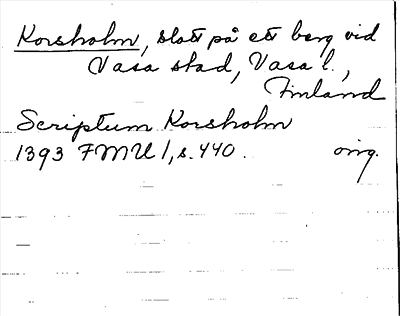 Korsholm, slott på ett berg vid
Vasa stad, Vasa l.,
Finland
Scriptum Korsholm
1393 FMU I, s. 440. orig.